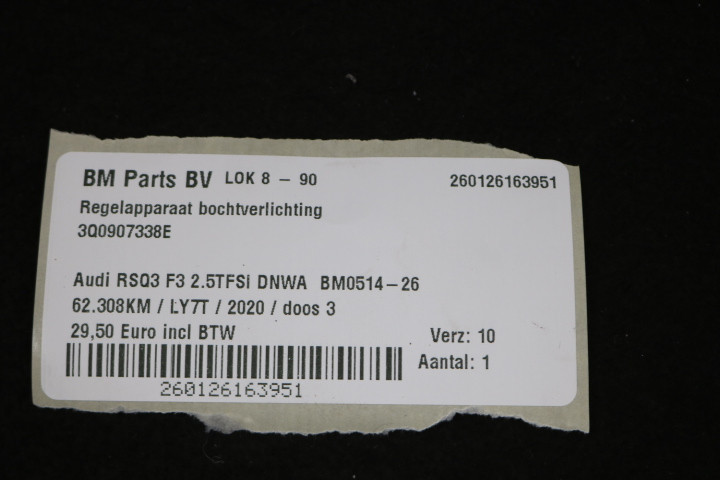 BM Parts BV LOK 8 - 90 260126163951
Regelapparaat bochtverlichting
3Q0907338E
Audi RSQ3 F3 2.5TFSI DNWA BM0514-26
62.308KM / LY7T / 2020 / doos 3
29,50 Euro incl BTW Verz: 10
Aantal: 1
260126163951